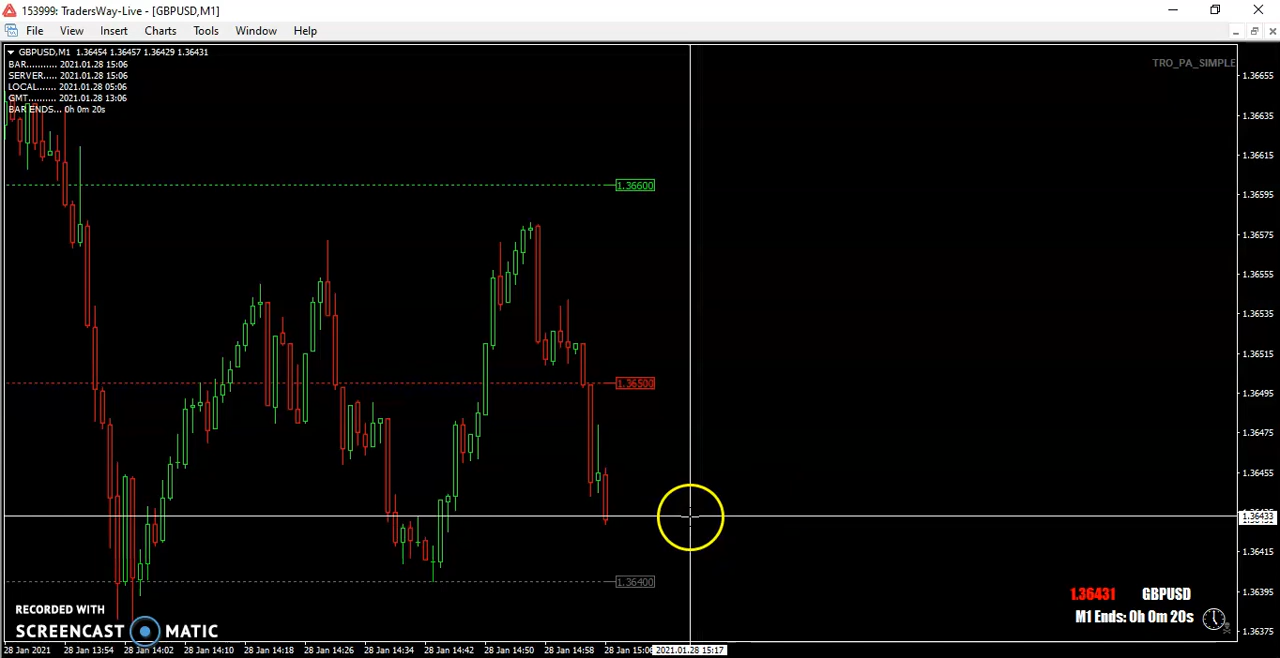 153999: TradersWay-Live - [GBPUSD,M1]
File View Insert Charts Tools Window Help
GBPUSD,M1 1.36454 1.36457 1.36429 1.36431
BAR........... 2021.01.28 15:06
SERVER..... 2021.01.28 15:06
LOCAL....... 2021.01.28 05:06
GMT.......... 2021.01.28 13:06
BAR ENDS... 0h 0m 20s
TRO_PA_SIMPLE
1.36655
1.36635
1.36615
1.36595
1.36575
1.36555
1.36535
1.36515
1.36495
1.36475
1.36455
1.36433
1.36415
1.36395
1.36375
1.36600
1.36500
1.36400
1.36431 GBPUSD
M1 Ends: 0h 0m 20s
RECORDED WITH
SCREENCAST MATIC
28 Jan 2021 28 Jan 13:54 28 Jan 14:02 28 Jan 14:10 28 Jan 14:18 28 Jan 14:26 28 Jan 14:34 28 Jan 14:42 28 Jan 14:50 28 Jan 14:58 28 Jan 15:06 2021.01.28 15:17